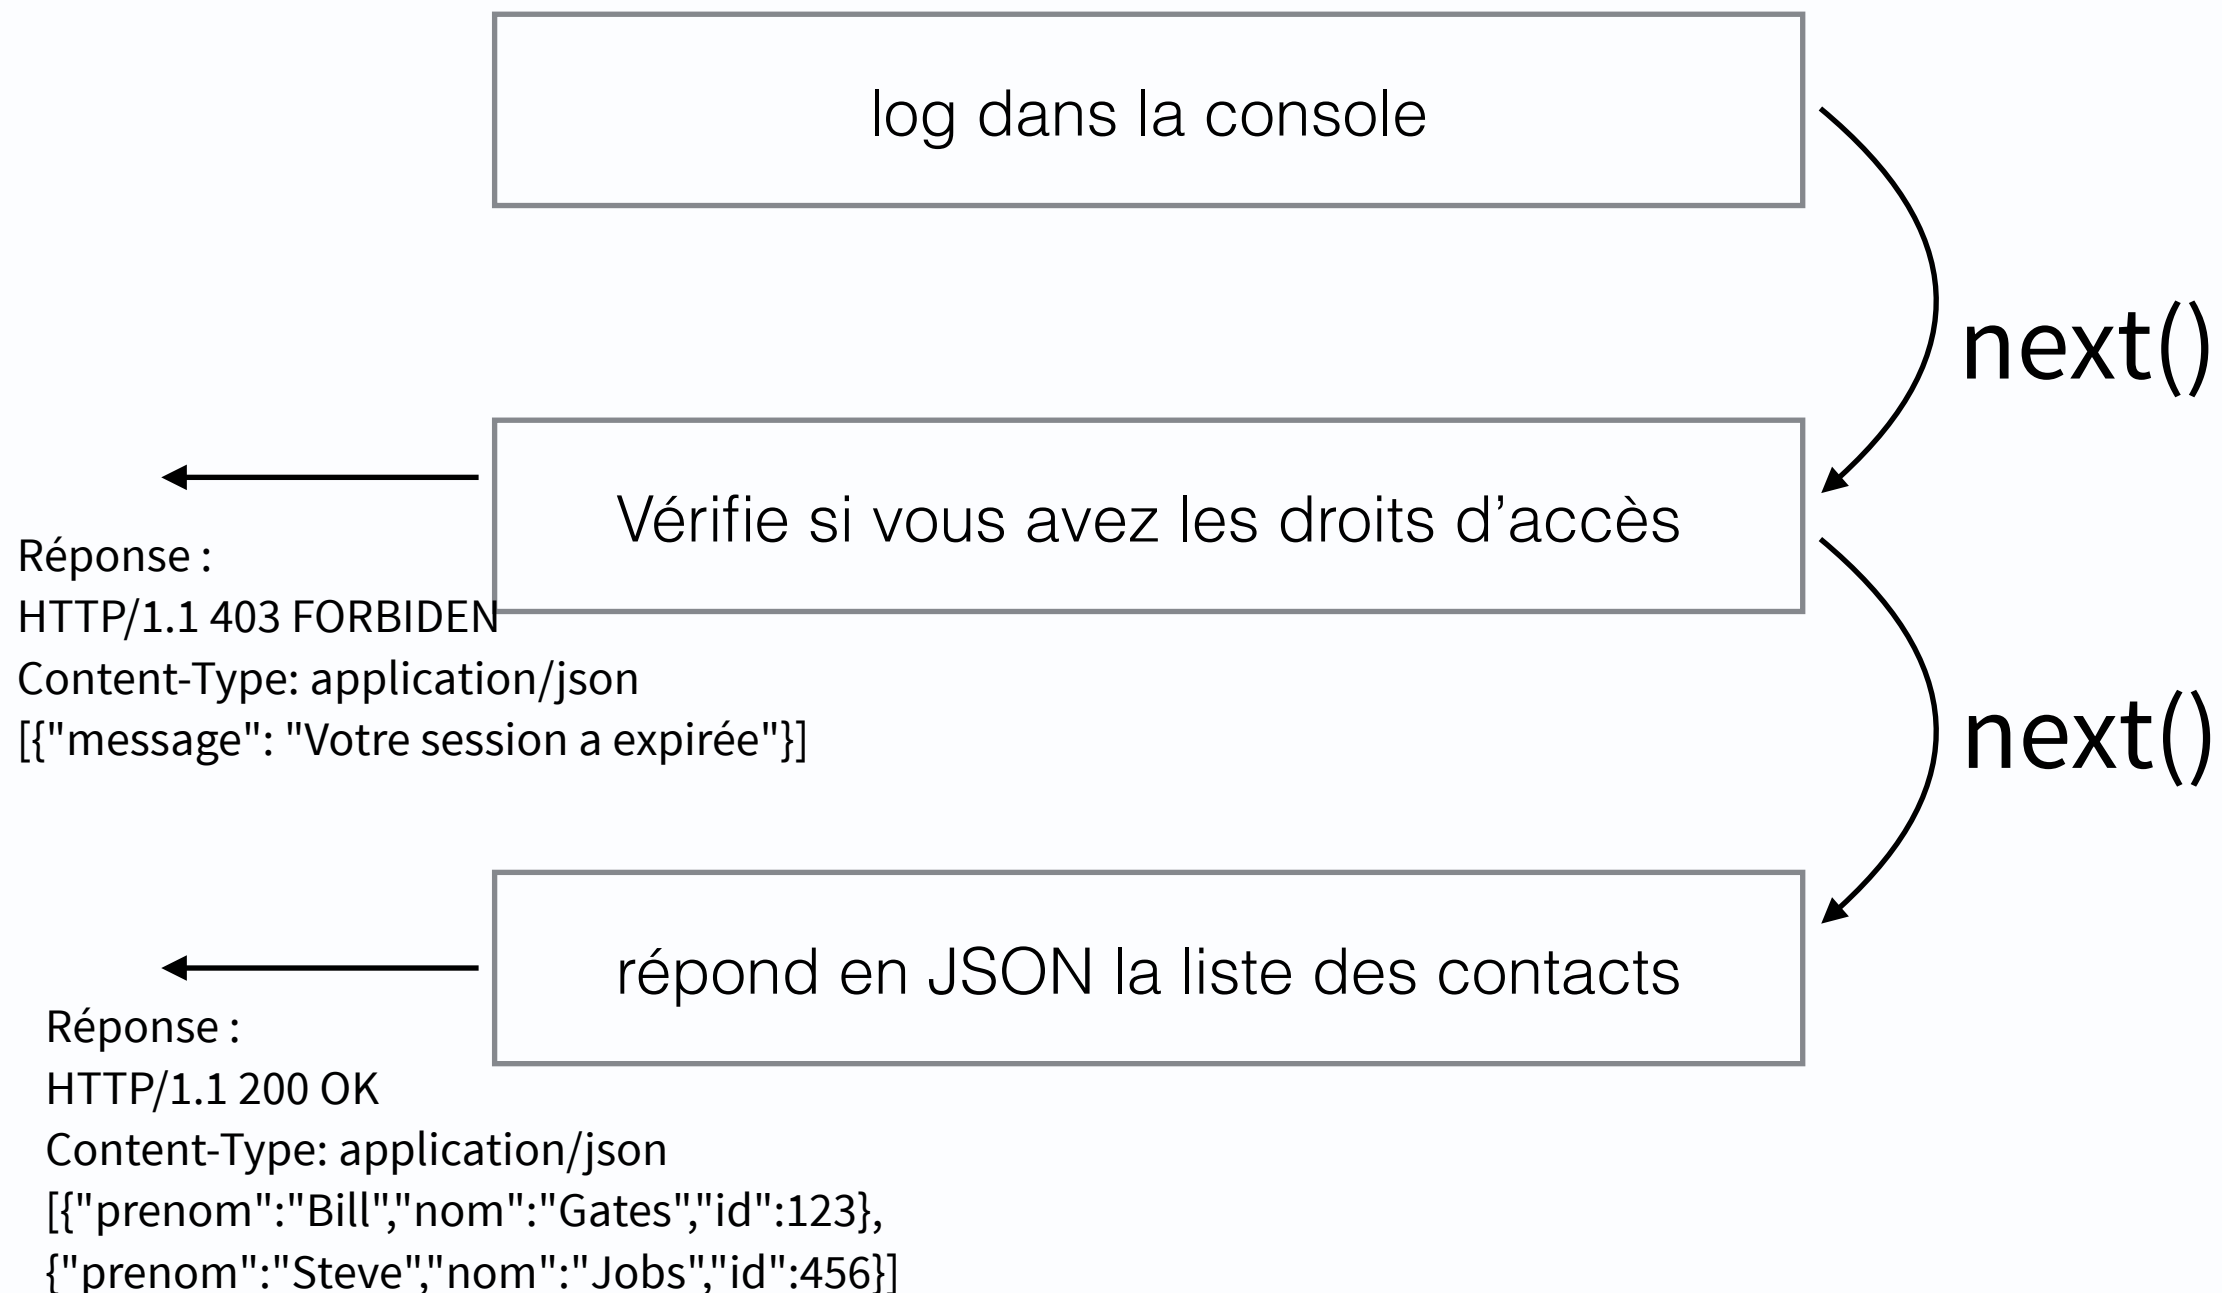 log dans la console
next()
Vérifie si vous avez les droits d’accès
Réponse :
HTTP/1.1 403 FORBIDEN
Content-Type: application/json
[{"message": "Votre session a expirée"}]
next()
répond en JSON la liste des contacts
Réponse :
HTTP/1.1 200 OK
Content-Type: application/json
[{"prenom":"Bill","nom":"Gates","id":123},
{"prenom":"Steve","nom":"Jobs","id":456}]